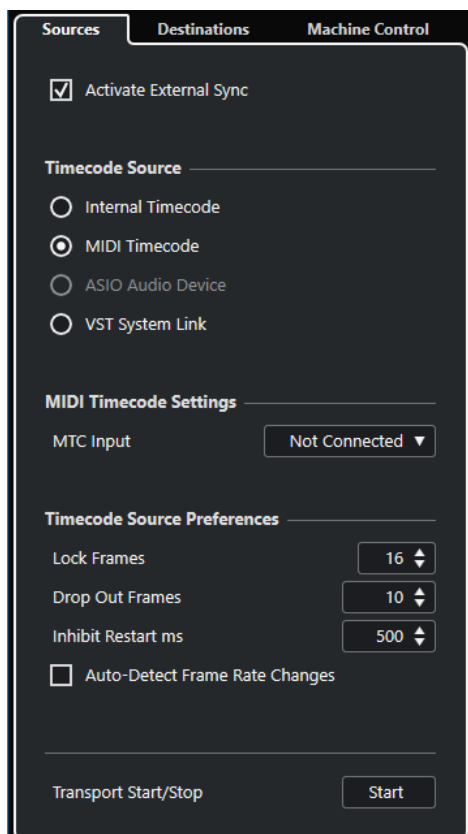 Sources Destinations Machine Control
Activate External Sync
Timecode Source
Internal Timecode
MIDI Timecode
ASIO Audio Device
VST System Link
MIDI Timecode Settings
MTC Input Not Connected
Timecode Source Preferences
Lock Frames 16
Drop Out Frames 10
Inhibit Restart ms 500
Auto-Detect Frame Rate Changes
Transport Start/Stop Start